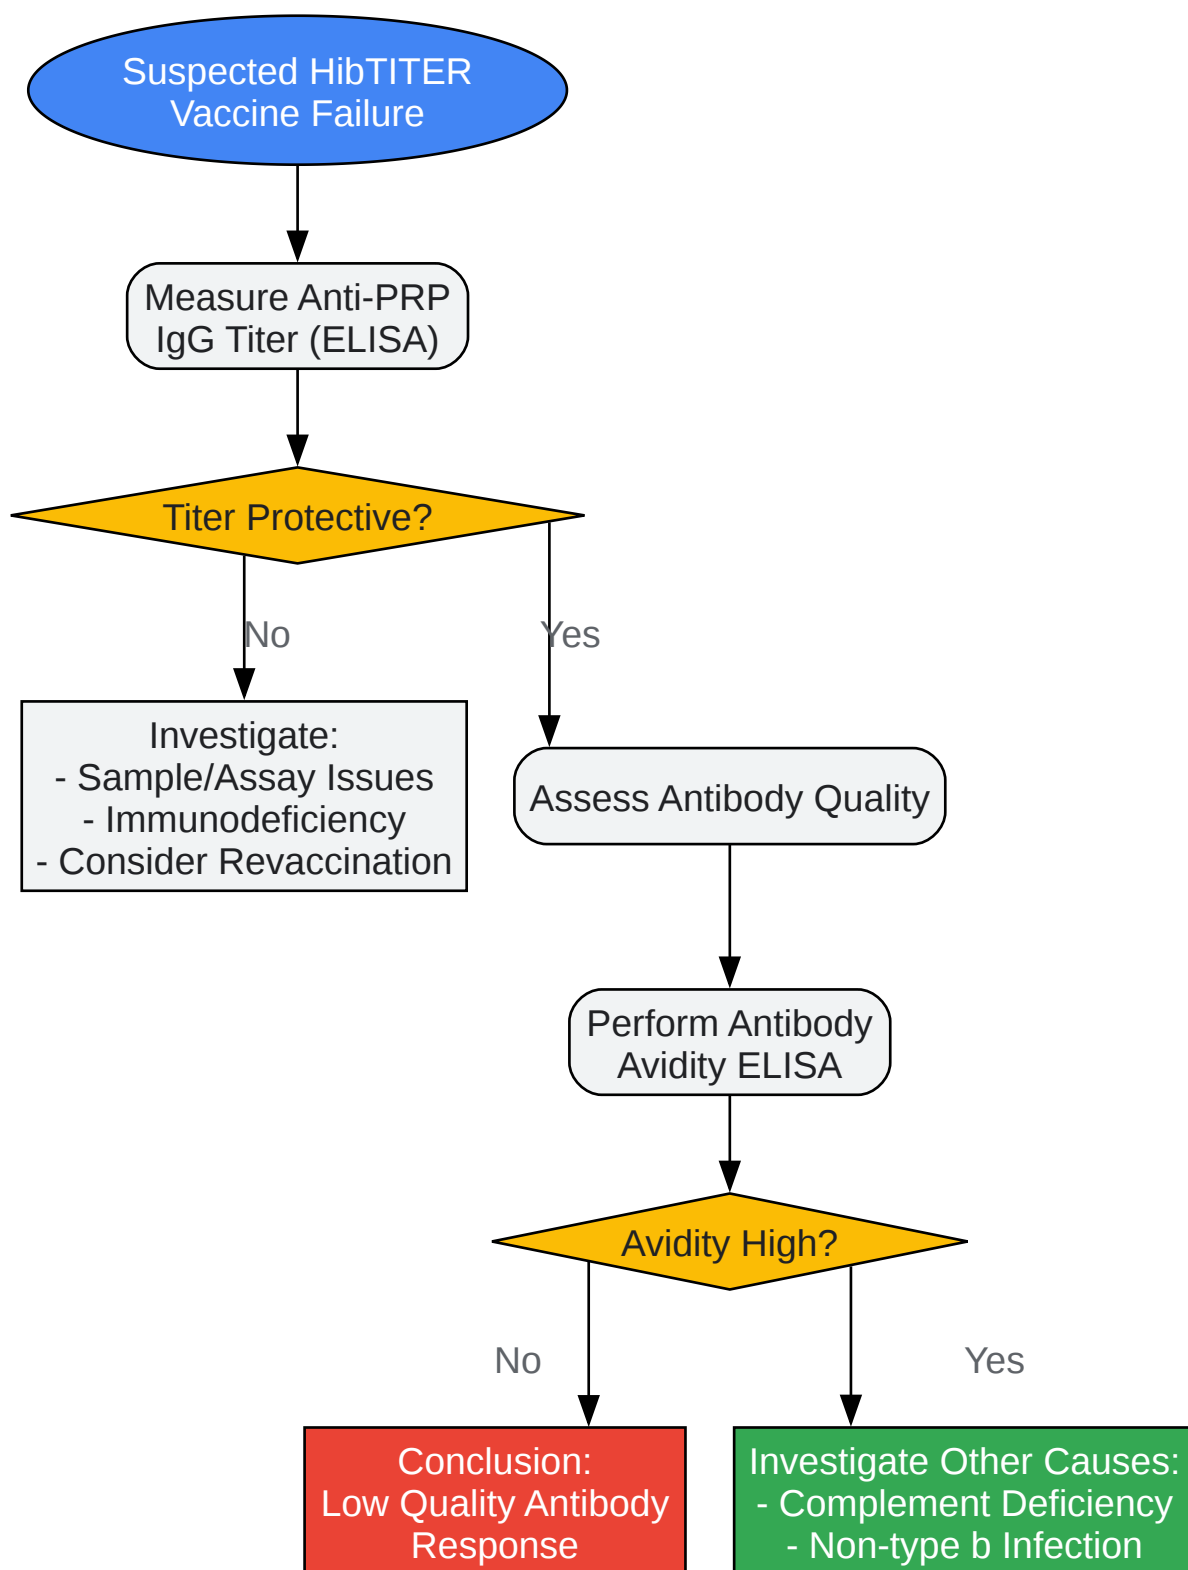 Suspected HibTITER
Vaccine Failure
Measure Anti-PRP
IgG Titer (ELISA)
Titer Protective?
No
Yes
Investigate:
- Sample/Assay Issues
- Immunodeficiency
- Consider Revaccination
Assess Antibody Quality
Perform Antibody
Avidity ELISA
Avidity High?
No
Yes
Conclusion:
Low Quality Antibody
Response
Investigate Other Causes:
- Complement Deficiency
- Non-type b Infection